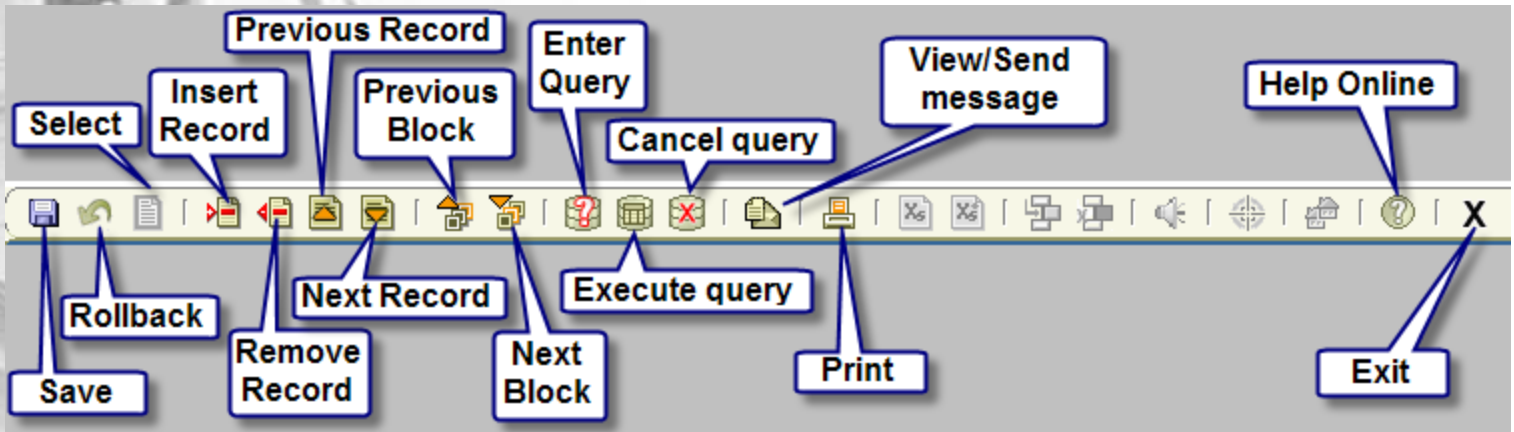 Previous Record
Enter
Query
View/Send
message
Help Online
Insert
Record
Previous
Block
Select
Cancel query
X
Rollback
Next Record
Execute query
Save
Remove
Record
Next
Block
Print
Exit